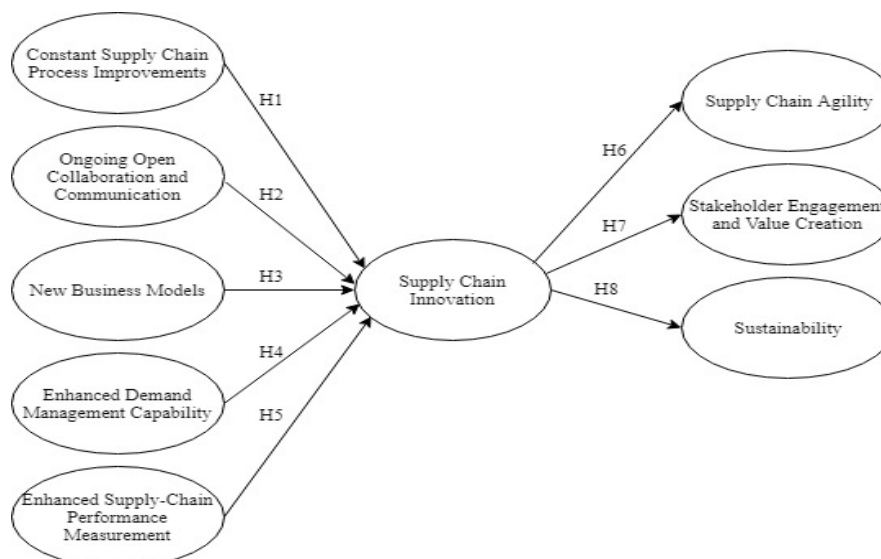 Constant Supply Chain
Process Improvements
H1
Ongoing Open
Collaboration and
Communication
H2
New Business Models
H3
Enhanced Demand
Management Capability
H4
Enhanced Supply-Chain
Performance
Measurement
H5
Supply Chain
Innovation
H6
Supply Chain Agility
H7
Stakeholder Engagement
and Value Creation
H8
Sustainability